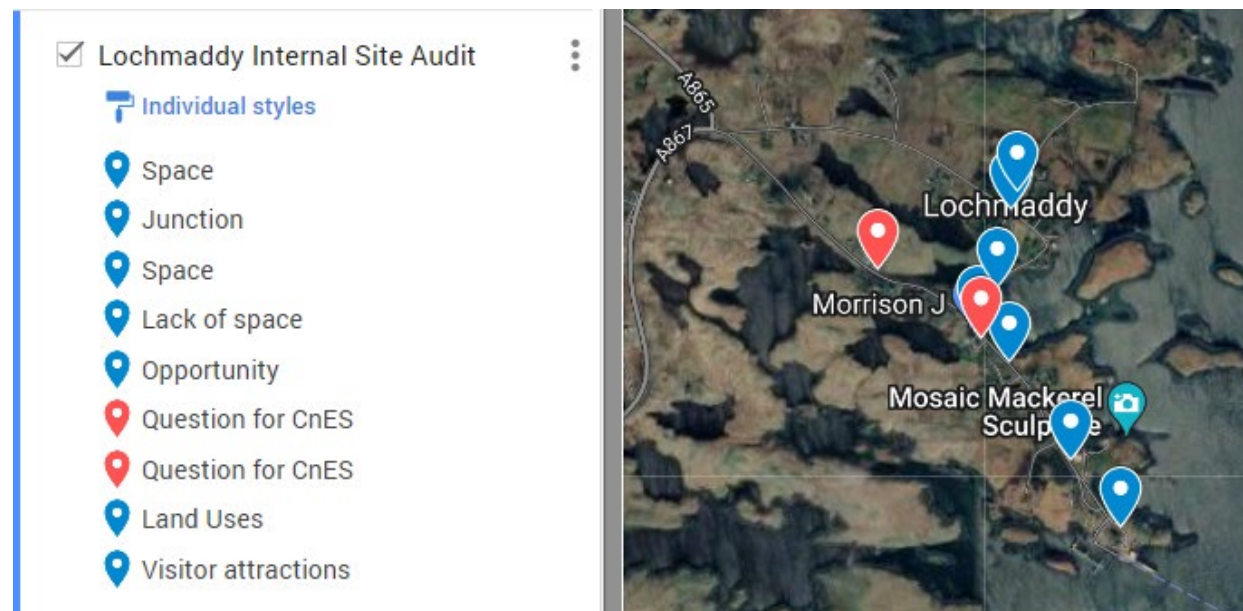 Lochmaddy Internal Site Audit
Individual styles
Space
Junction
Space
Lack of space
Opportunity
Question for CnES
Question for CnES
Land Uses
Visitor attractions
A865
A867
Lochmaddy
Morrison J
Mosaic Mackerel
Sculpture